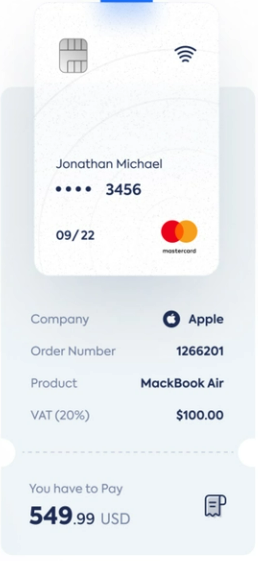 Jonathan Michael
•••• 3456
09/22
mastercard
Company Apple
Order Number 1266201
Product MackBook Air
VAT (20%) $100.00
You have to Pay
549.99 USD